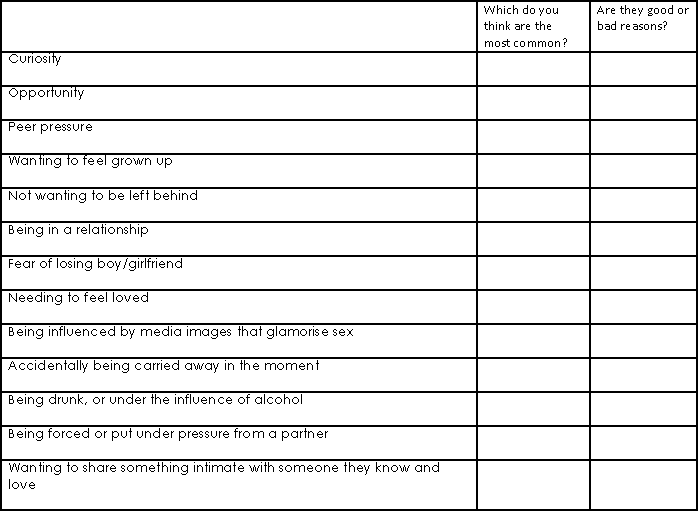 Which do you
think are the
most common?
Are they good or
bad reasons?
Curiosity
Opportunity
Peer pressure
Wanting to feel grown up
Not wanting to be left behind
Being in a relationship
Fear of losing boy/girlfriend
Needing to feel loved
Being influenced by media images that glamorise sex
Accidentally being carried away in the moment
Being drunk, or under the influence of alcohol
Being forced or put under pressure from a partner
Wanting to share something intimate with someone they know and
love